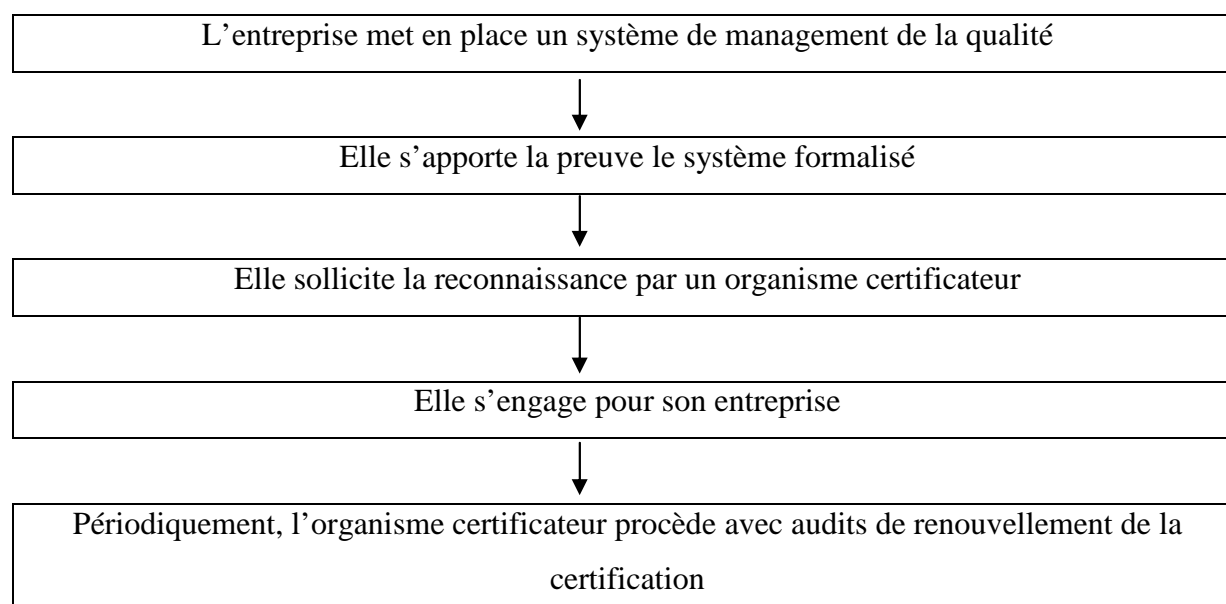 L’entreprise met en place un système de management de la qualité
Elle s’apporte la preuve le système formalisé
Elle sollicite la reconnaissance par un organisme certificateur
Elle s’engage pour son entreprise
Périodiquement, l’organisme certificateur procède avec audits de renouvellement de la
certification